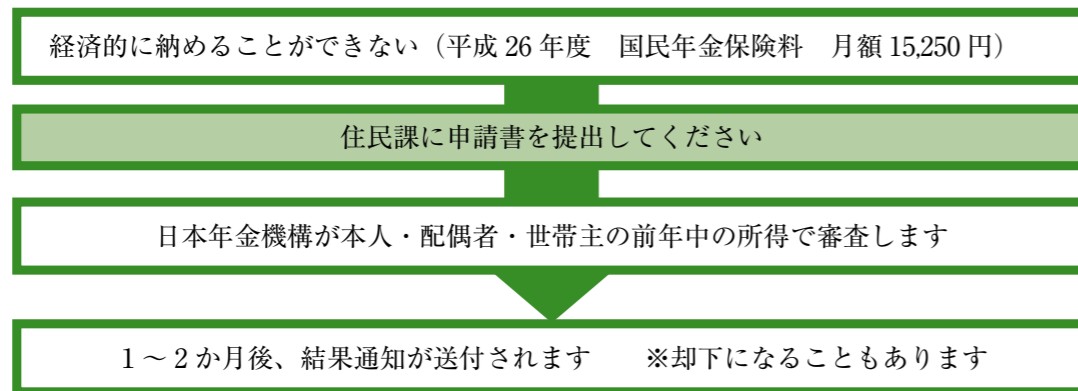 経済的に納めることができない（平成 26 年度　国民年金保険料　月額 15,250 円）
住民課に申請書を提出してください
日本年金機構が本人・配偶者・世帯主の前年中の所得で審査します
１～２か月後、結果通知が送付されます　　※却下になることもあります